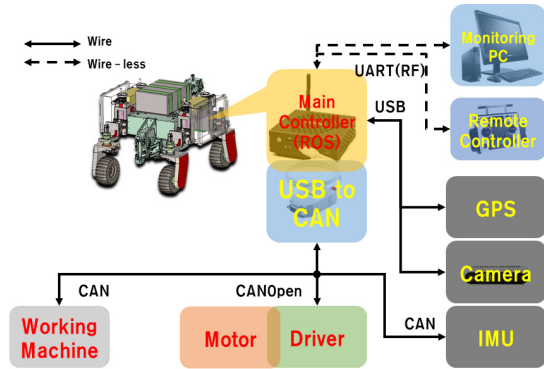 Wire
Wire-less
Monitoring
PC
UART(RF)
Main
Controller
(ROS)
USB
Remote
Controller
USB to
CAN
GPS
Camera
CAN
CANOpen
CAN
Working
Machine
Motor
Driver
IMU